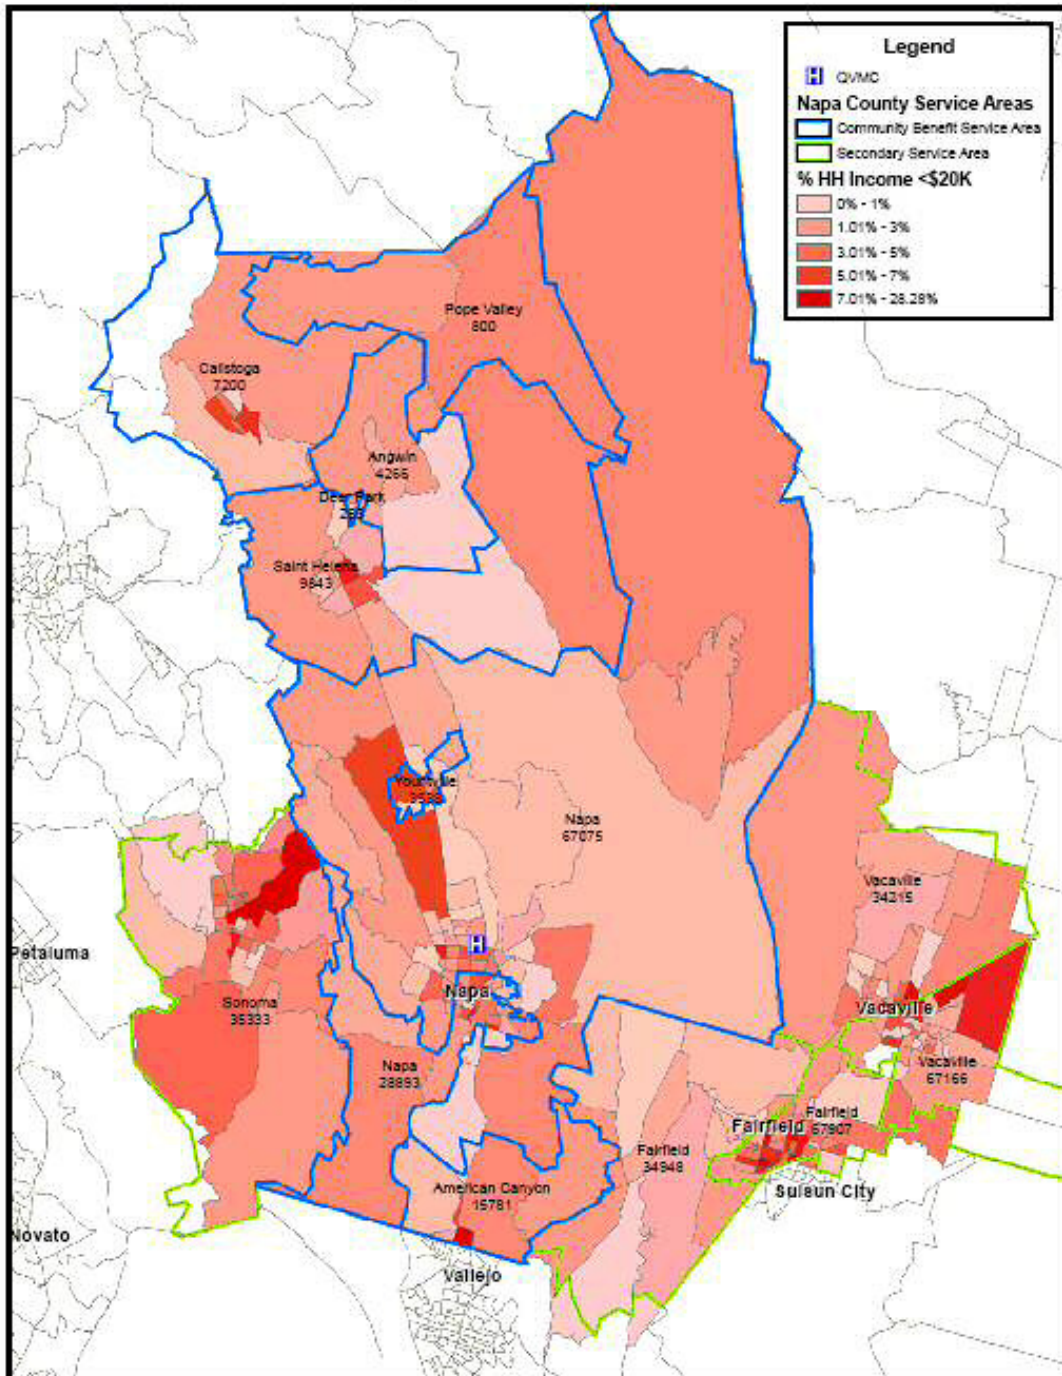 Legend
QVMC
Napa County Service Areas
Community Benefit Service Area
Secondary Service Area
% HH Income <$20K
0% - 1%
1.01% - 3%
3.01% - 5%
5.01% - 7%
7.01% - 28.28%
Pope Valley
800
Calistoga
7200
Angwin
4266
Deer Park
Saint Helena
9843
Yountville
Napa
67075
Vacaville
34215
Petaluma
H
Napa
Sonoma
35333
Vacaville
Napa
28893
Vacaville
67166
Fairfield
67907
Fairfield
Fairfield
34948
Suisun City
American Canyon
15781
Novato
Vallejo